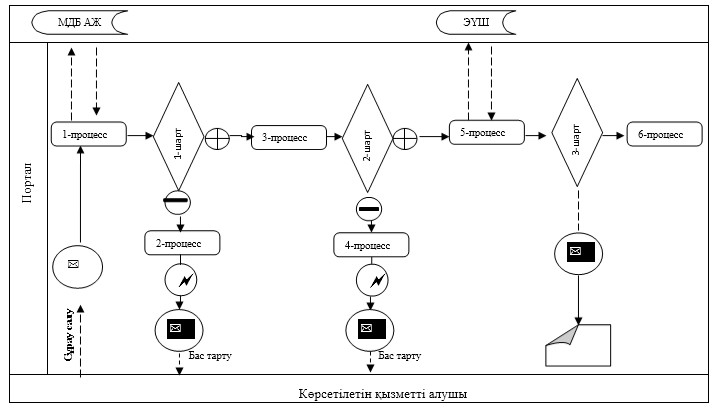 МДБ АЖ
ЭҮШ
Портал
1-процесс
1-шарт
3-процесс
2-шарт
5-процесс
3-шарт
6-процесс
2-процесс
4-процесс
Сұрау салу
Бас тарту
Бас тарту
Көрсетілетін қызметті алушы